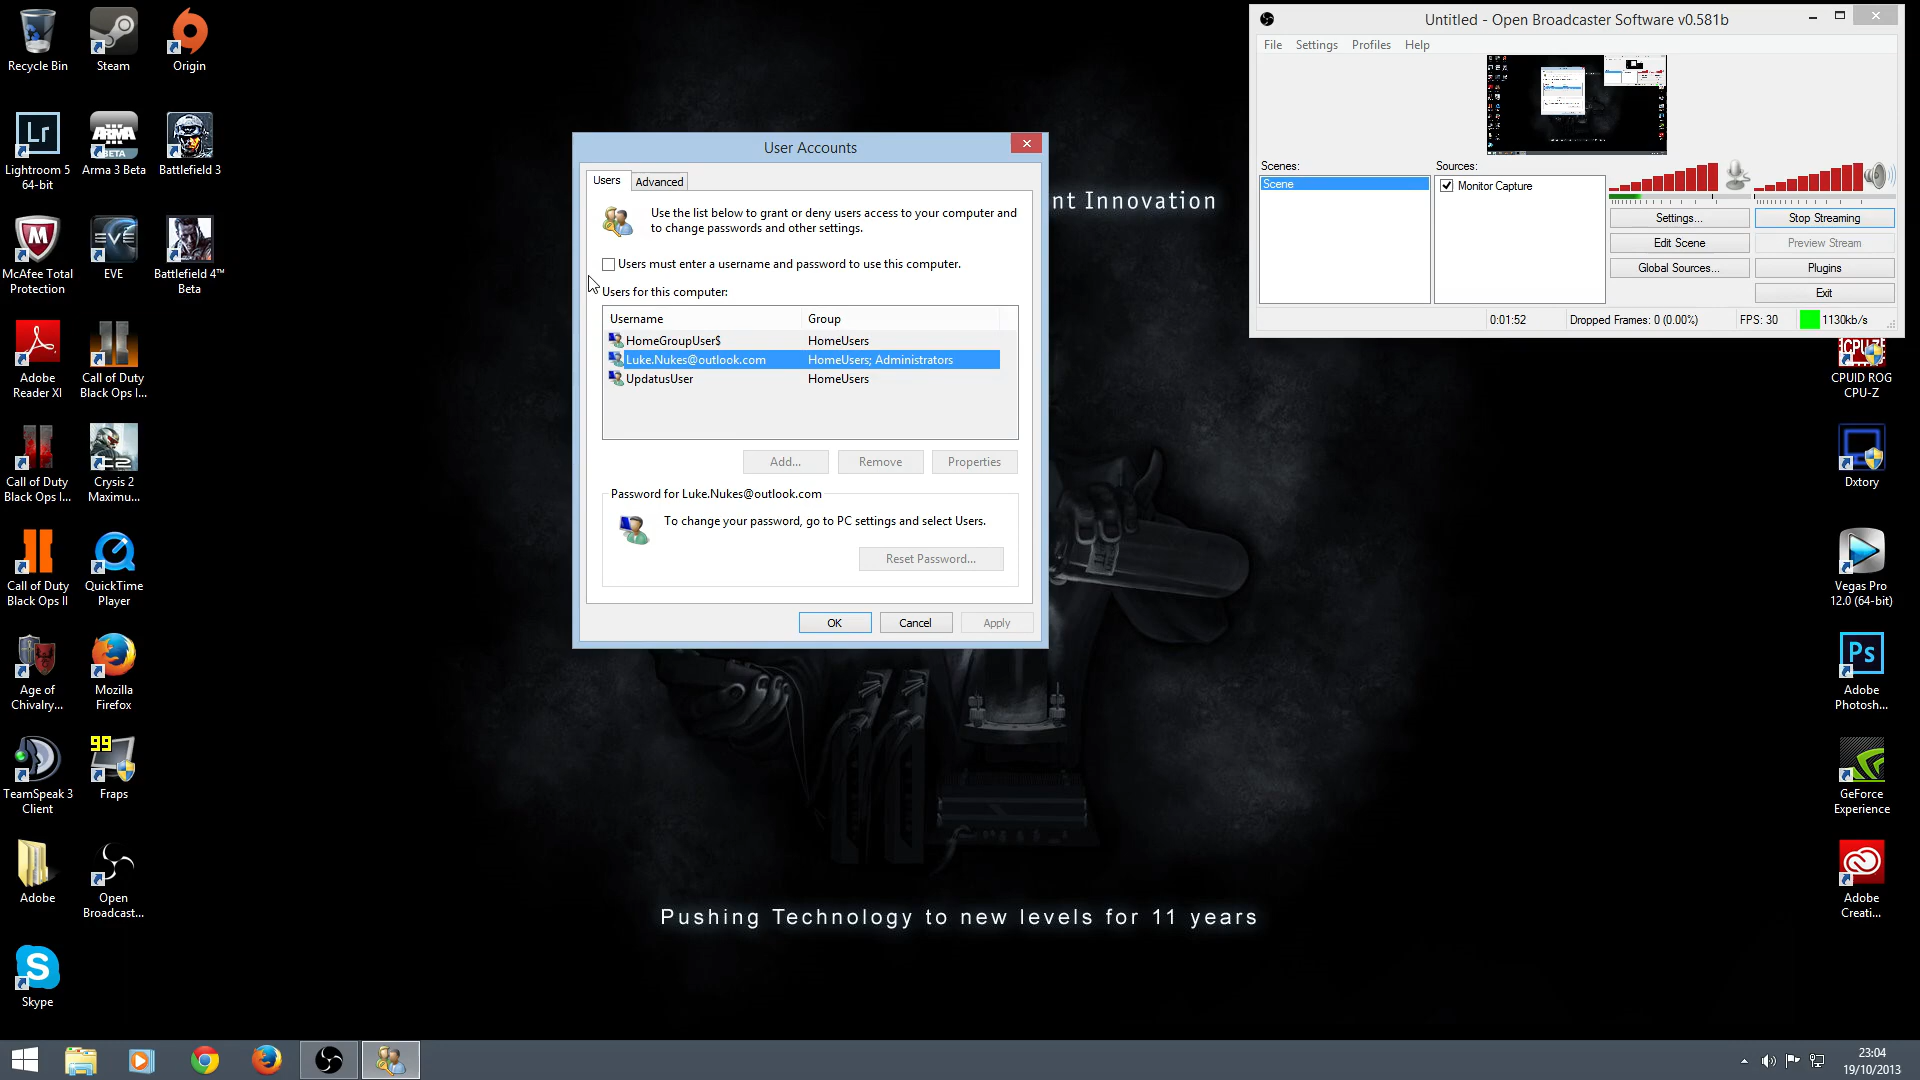 Recycle Bin
Steam
Origin
Lightroom 5
64-bit
Arma 3 Beta
Battlefield 3
McAfee Total
Protection
EVE
Battlefield 4™
Beta
Adobe
Reader XI
Call of Duty
Black Ops I...
Call of Duty
Black Ops I...
Crysis 2
Maximu...
Call of Duty
Black Ops II
QuickTime
Player
Age of
Chivalry...
Mozilla
Firefox
99
TeamSpeak 3
Client
Fraps
Adobe
Open
Broadcast...
Skype
User Accounts
Users
Advanced
Use the list below to grant or deny users access to your computer and
to change passwords and other settings.
Users must enter a username and password to use this computer.
Users for this computer:
Username Group
HomeGroupUser$ HomeUsers
Luke.Nukes@outlook.com HomeUsers; Administrators
UpdatusUser HomeUsers
Add... Remove Properties
Password for Luke.Nukes@outlook.com
To change your password, go to PC settings and select Users.
Reset Password...
OK Cancel Apply
nt Innovation
Pushing Technology to new levels for 11 years
Untitled - Open Broadcaster Software v0.581b
File Settings Profiles Help
Scenes: Sources:
Scene
Monitor Capture
Settings... Stop Streaming
Edit Scene Preview Stream
Global Sources... Plugins
Exit
0:01:52 Dropped Frames: 0 (0.00%) FPS: 30 1130kb/s
CPUID ROG
CPU-Z
Dxtory
Vegas Pro
12.0 (64-bit)
Adobe
Photosh...
GeForce
Experience
Adobe
Creati...
23:04
19/10/2013